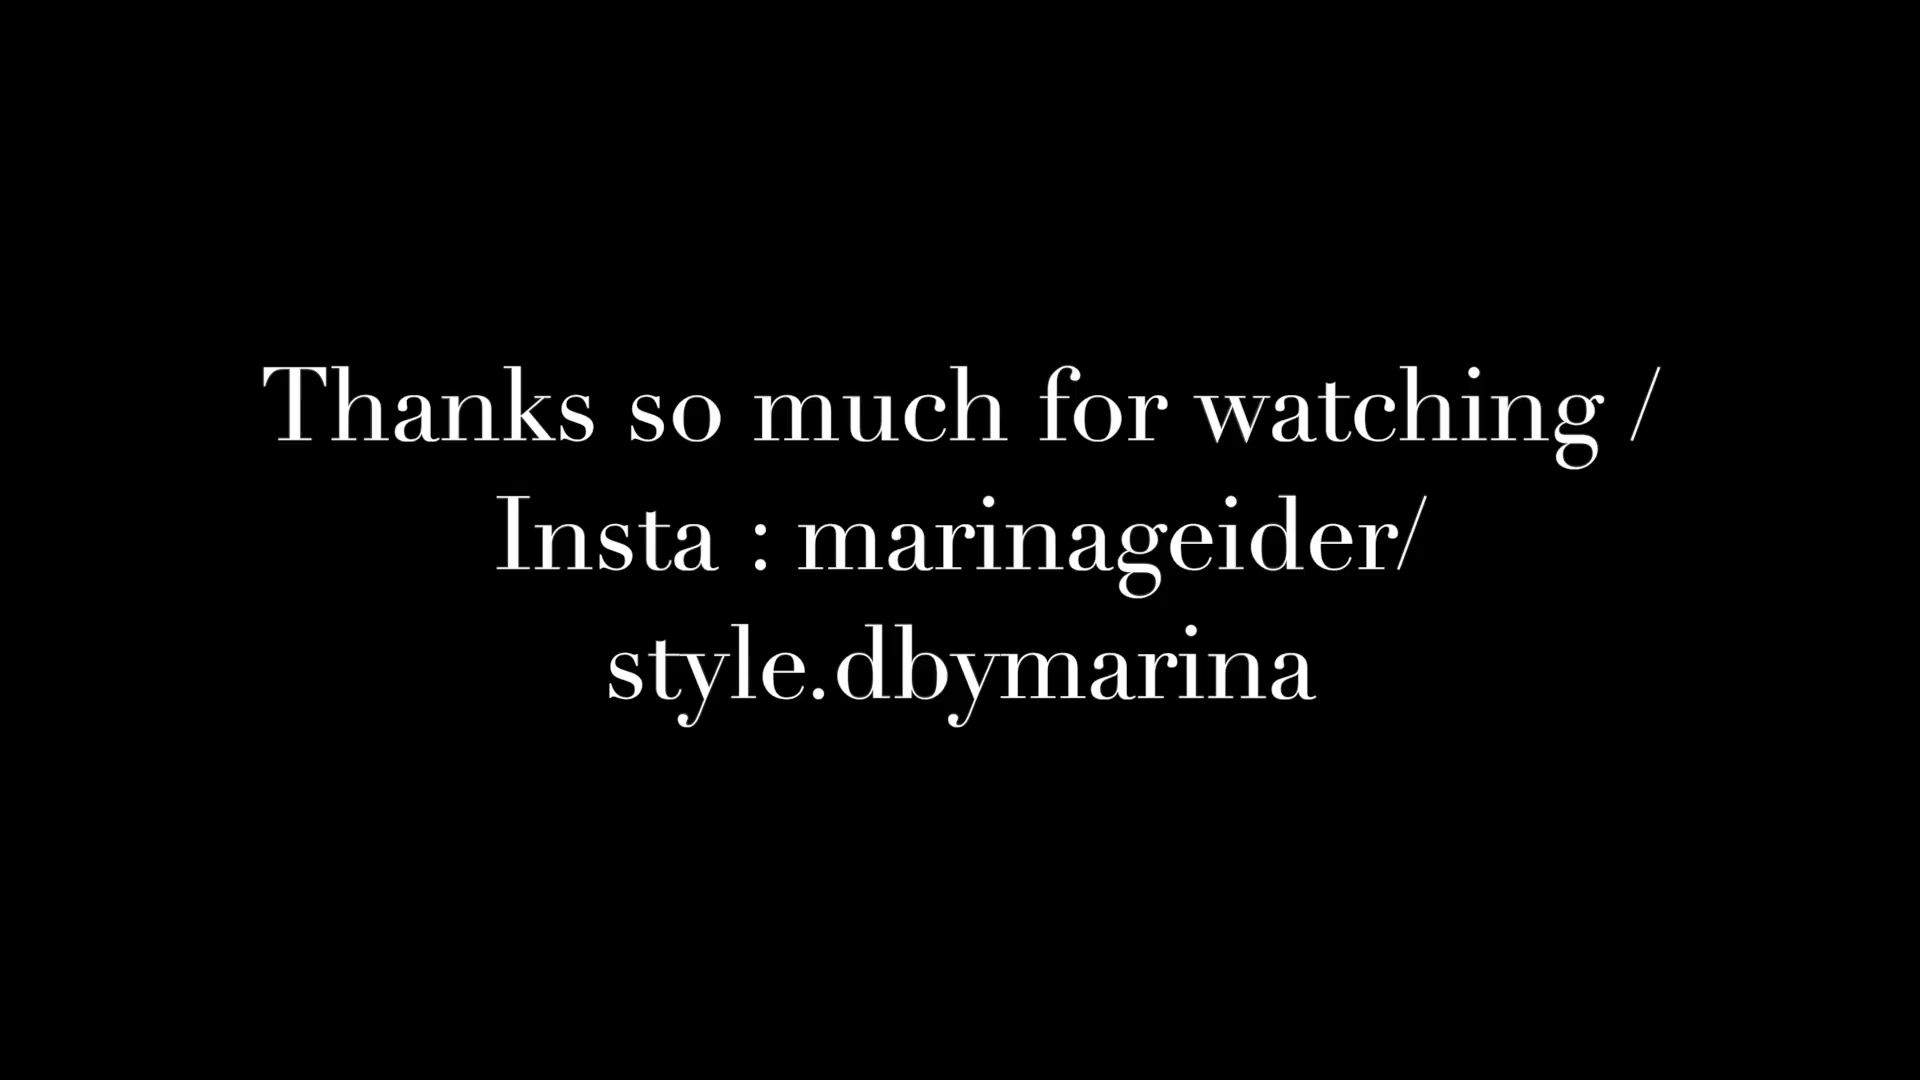 Thanks so much for watching /
Insta : marinageider/
style.dbymarina